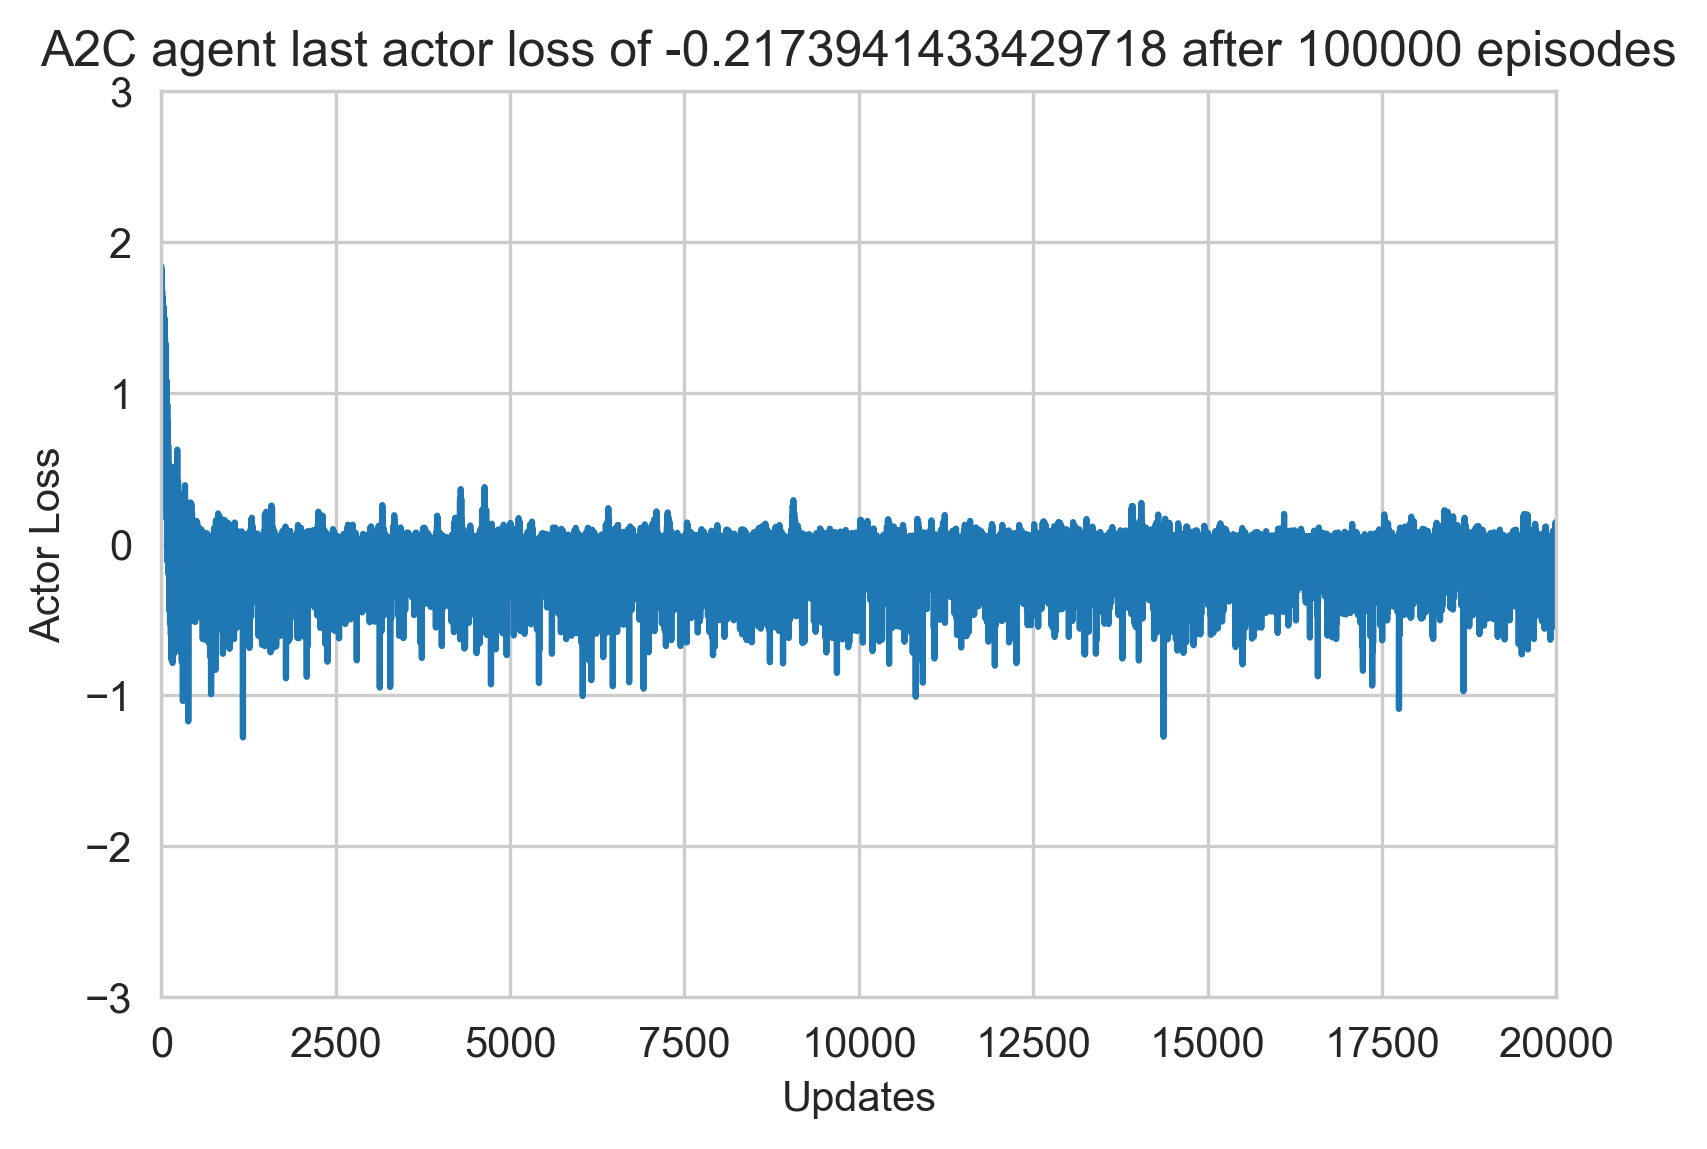 A2C agent last actor loss of -0.2173941433429718 after 100000 episodes
3
2
1
0
−1
−2
−3
Actor Loss
0 2500 5000 7500 10000 12500 15000 17500 20000
Updates